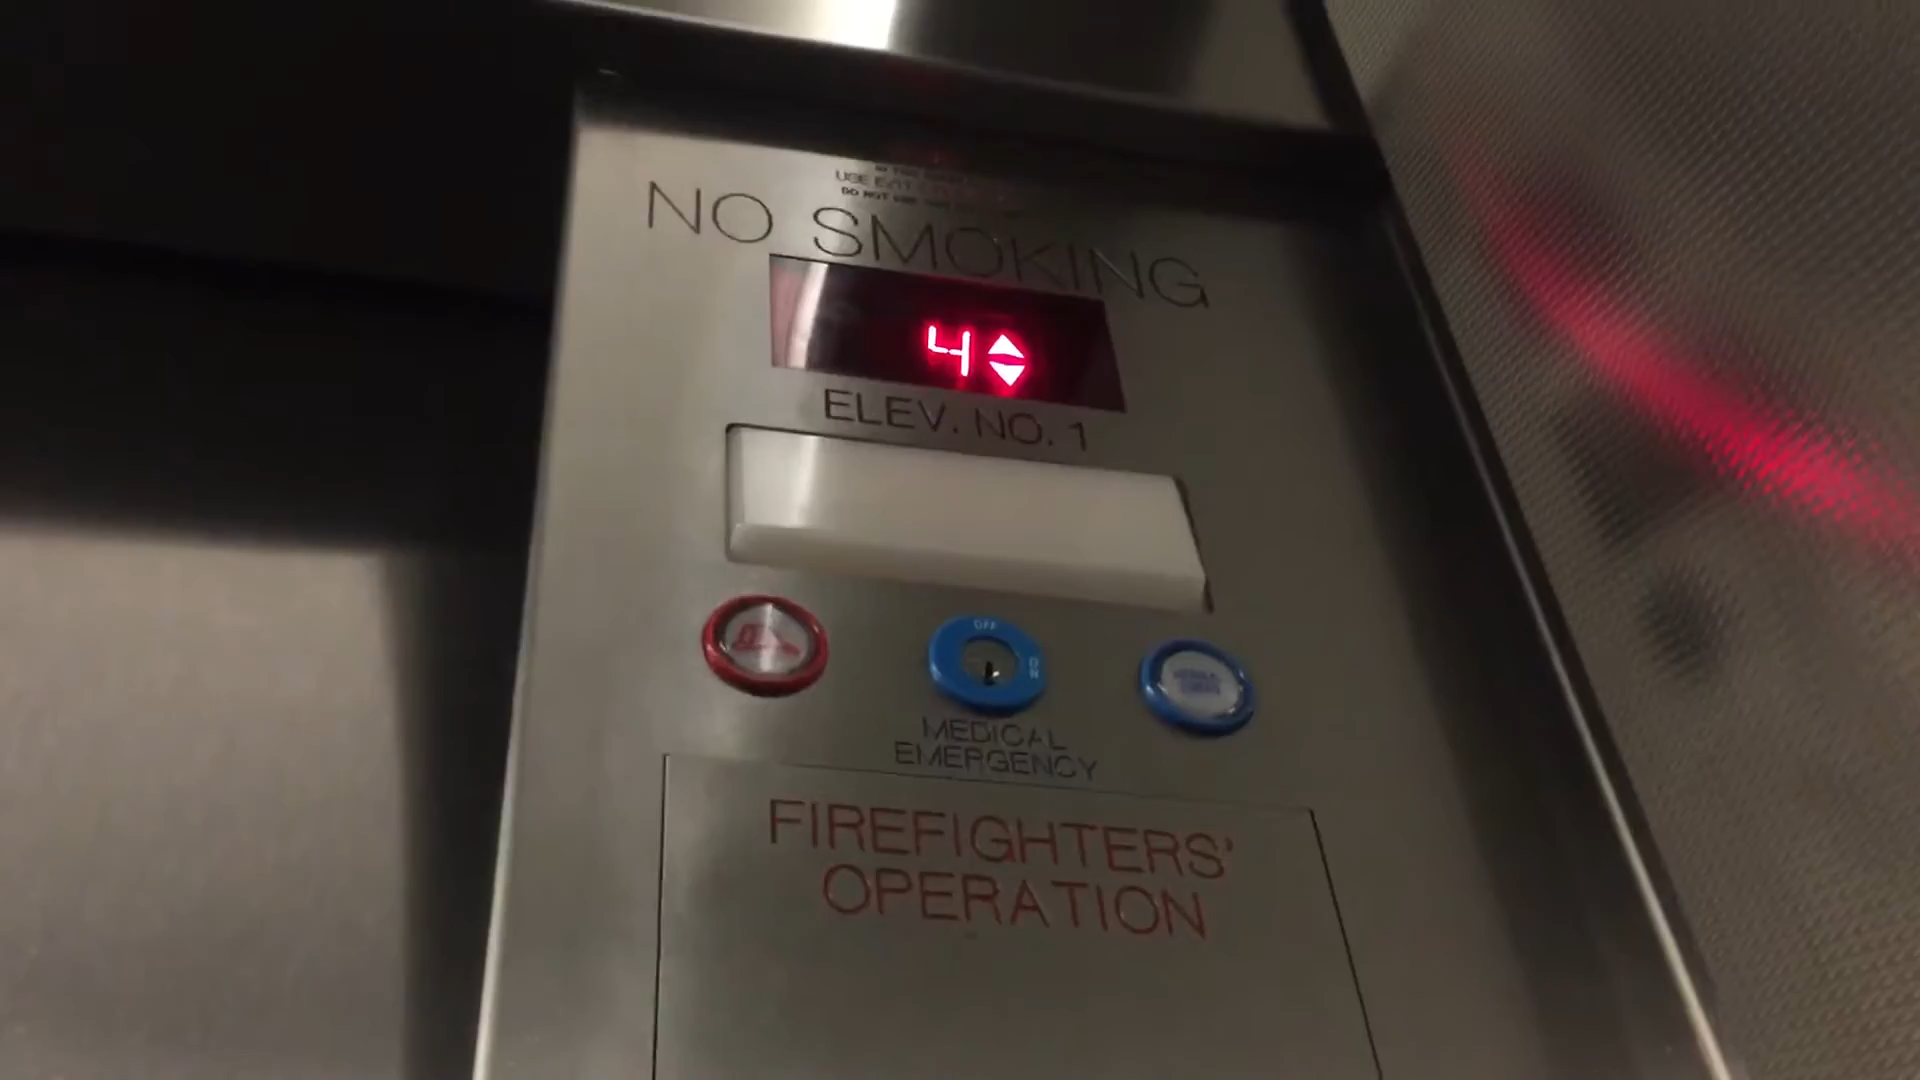 USE EXIT
DO NOT USE
NO SMOKING
4
ELEV. NO. 1
OFF
ON
MEDICAL
EMERGENCY
FIREFIGHTERS'
OPERATION